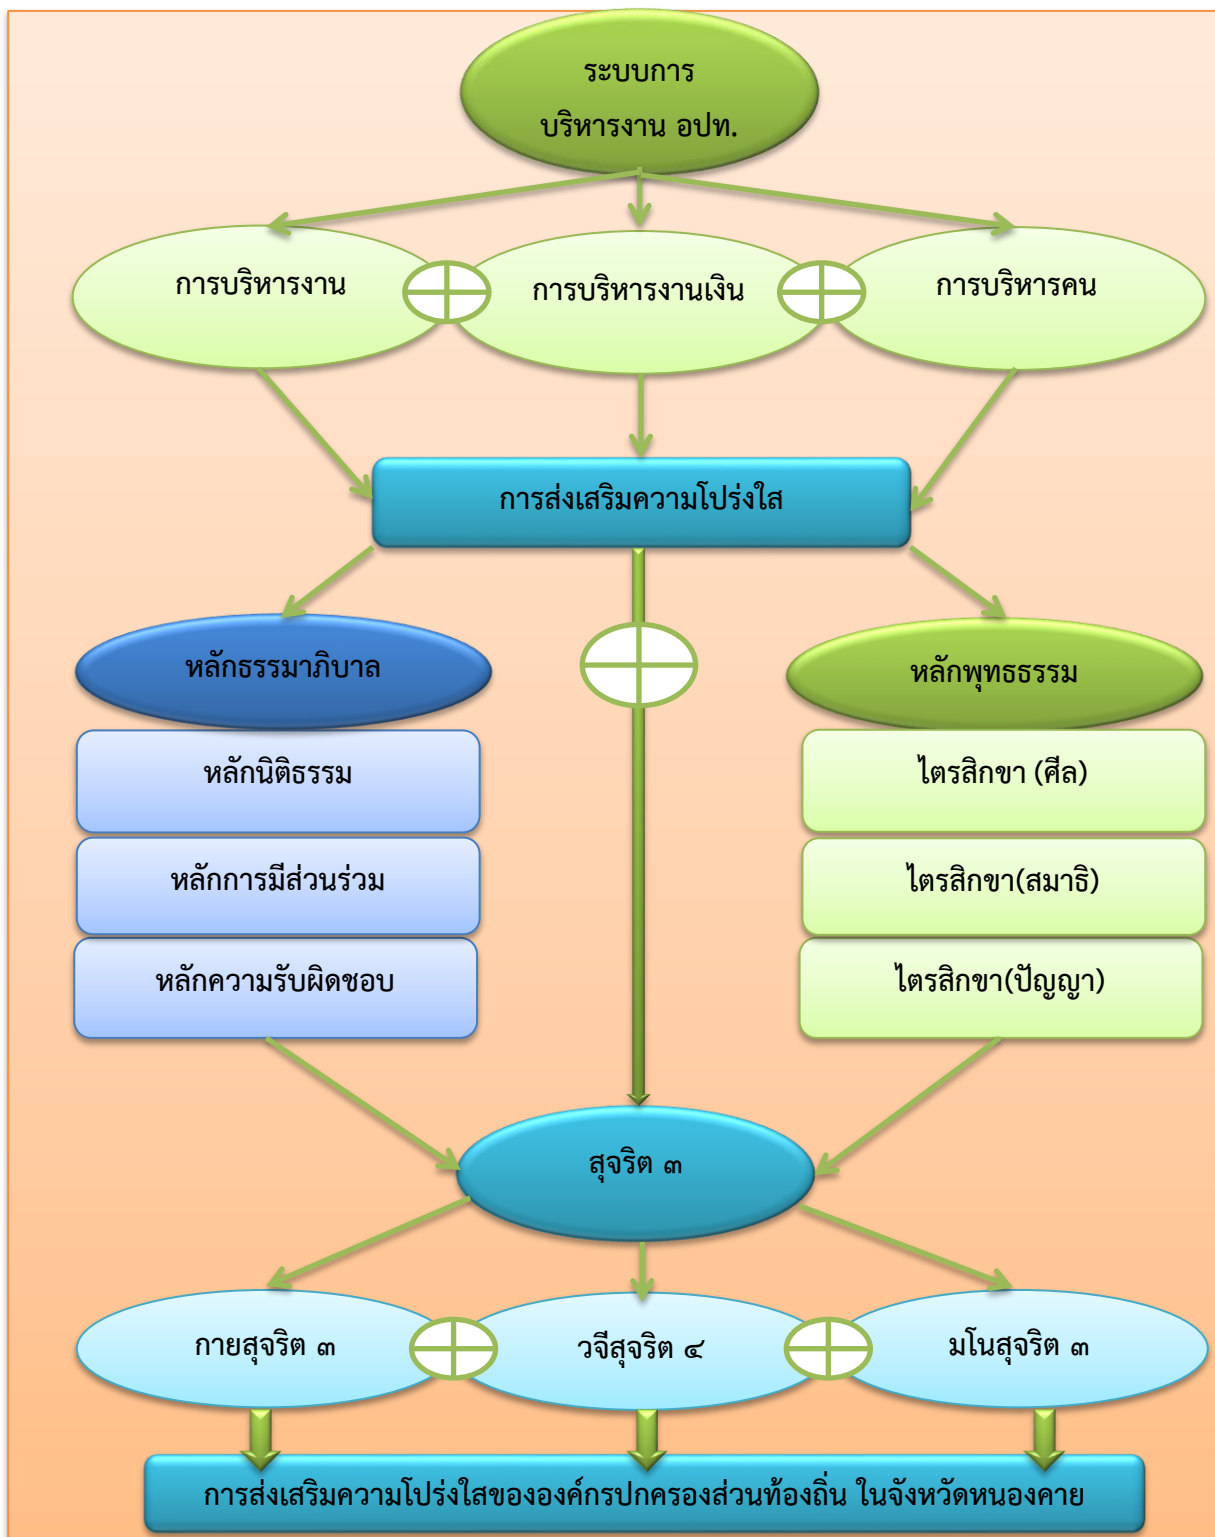 ระบบการ
บริหารงาน อปท.
การบริหารงาน
การบริหารงานเงิน
การบริหารคน
การส่งเสริมความโปร่งใส
หลักธรรมาภิบาล
หลักพุทธธรรม
หลักนิติธรรม
ไตรสิกขา (ศีล)
หลักการมีส่วนร่วม
ไตรสิกขา(สมาธิ)
หลักความรับผิดชอบ
ไตรสิกขา(ปัญญา)
สุจริต ๓
กายสุจริต ๓
วจีสุจริต ๔
มโนสุจริต ๓
การส่งเสริมความโปร่งใสขององค์กรปกครองส่วนท้องถิ่น ในจังหวัดหนองคาย